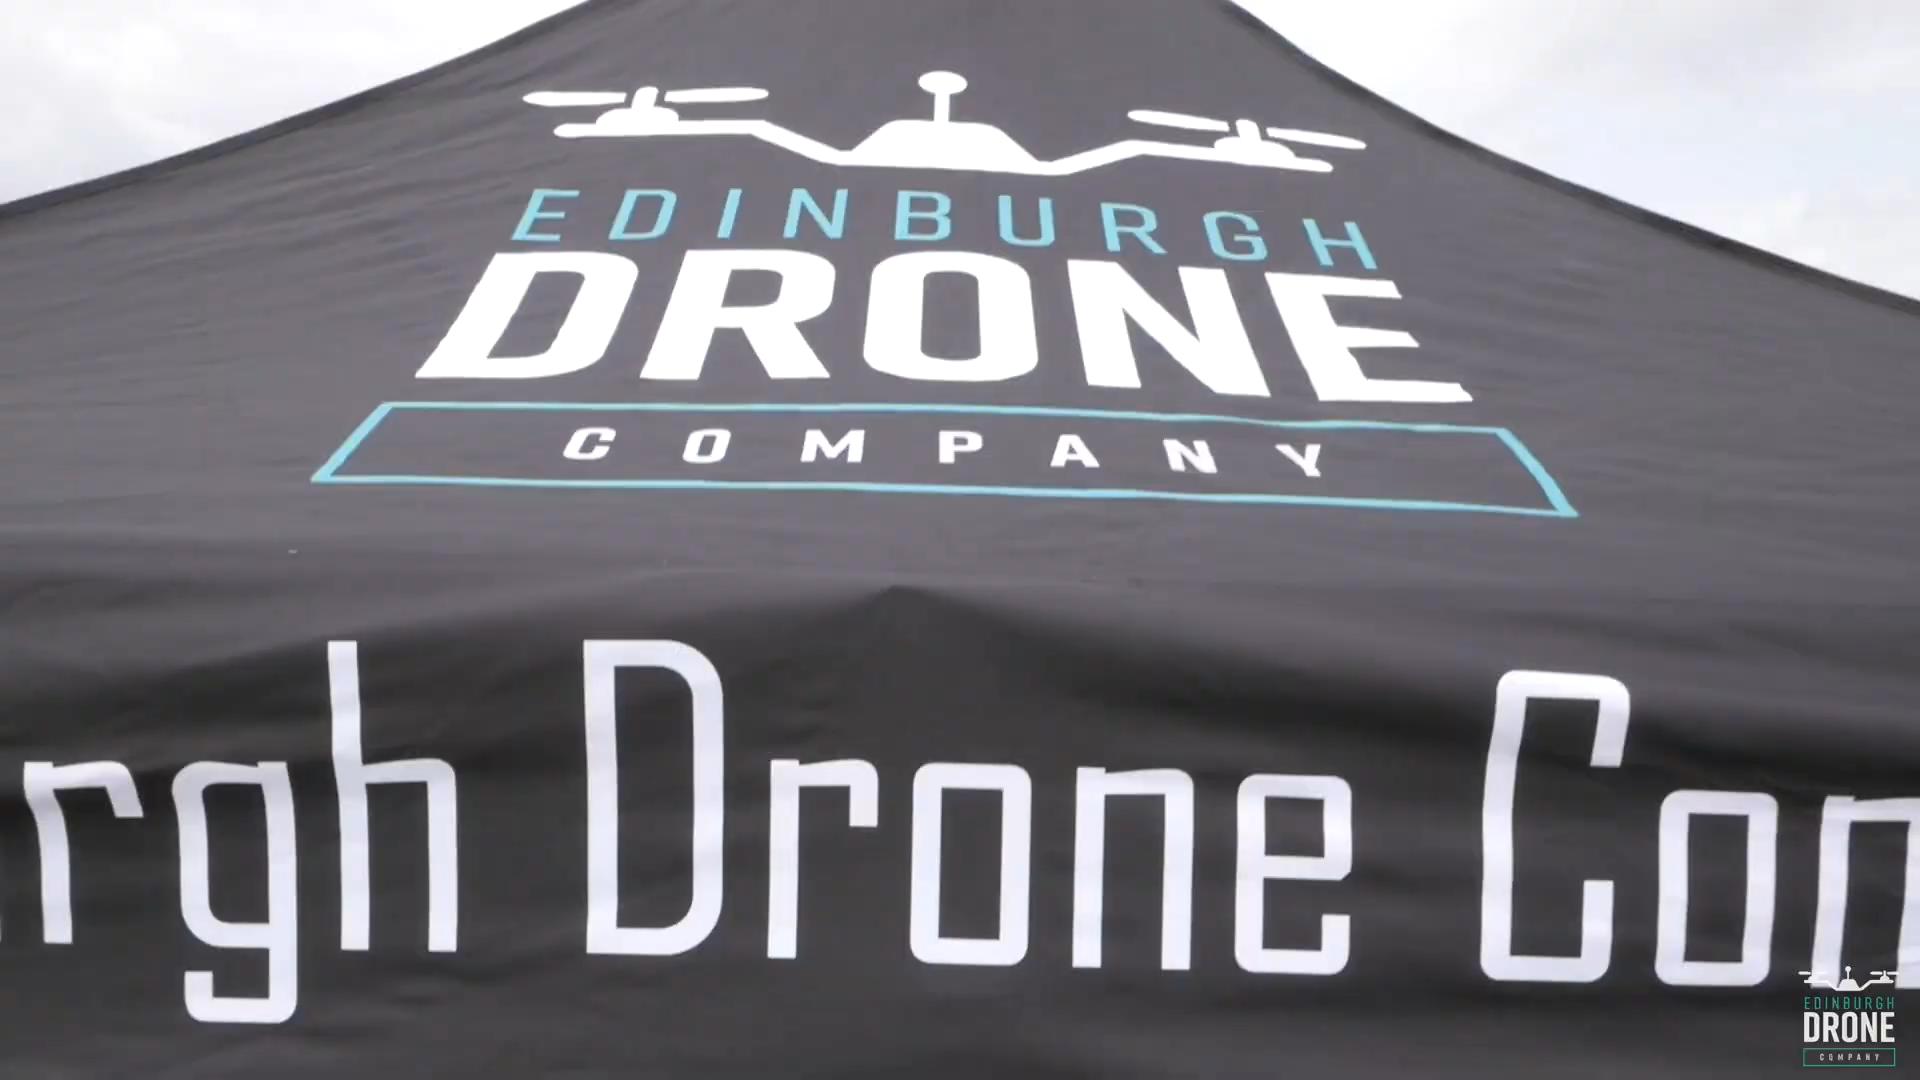 EDINBURGH
DRONE
COMPANY
rgh Drone Con
EDINBURGH
DRONE
COMPANY